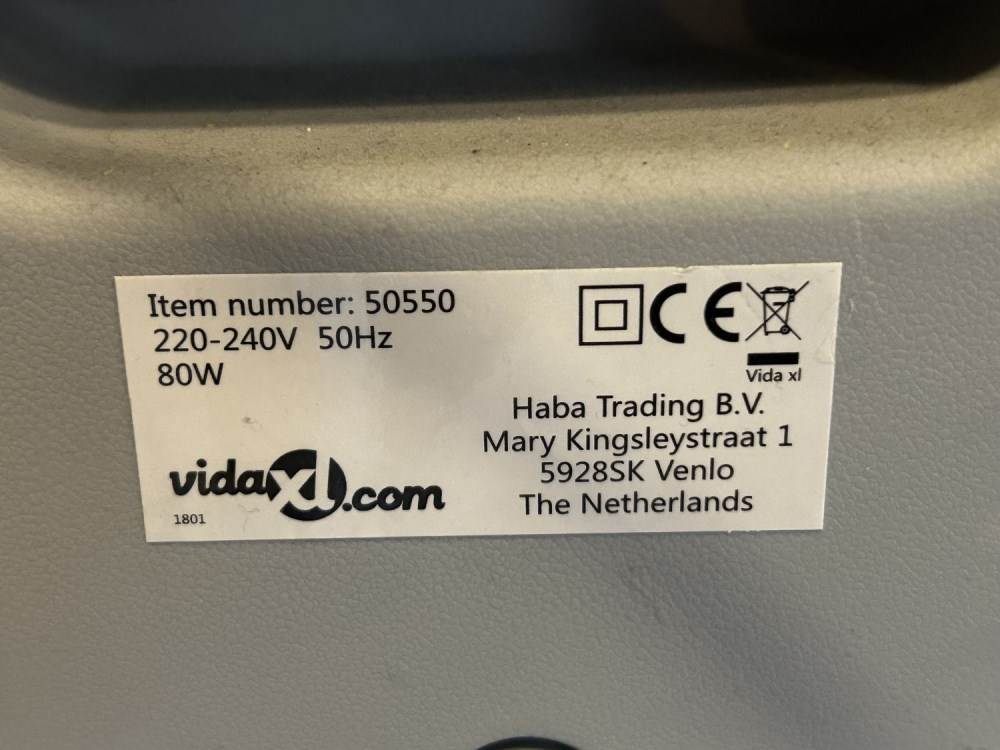 Item number: 50550
220-240V 50Hz
80W
CE
Vida xl
Haba Trading B.V.
Mary Kingsleystraat 1
5928SK Venlo
The Netherlands
vidaXL.com
1801